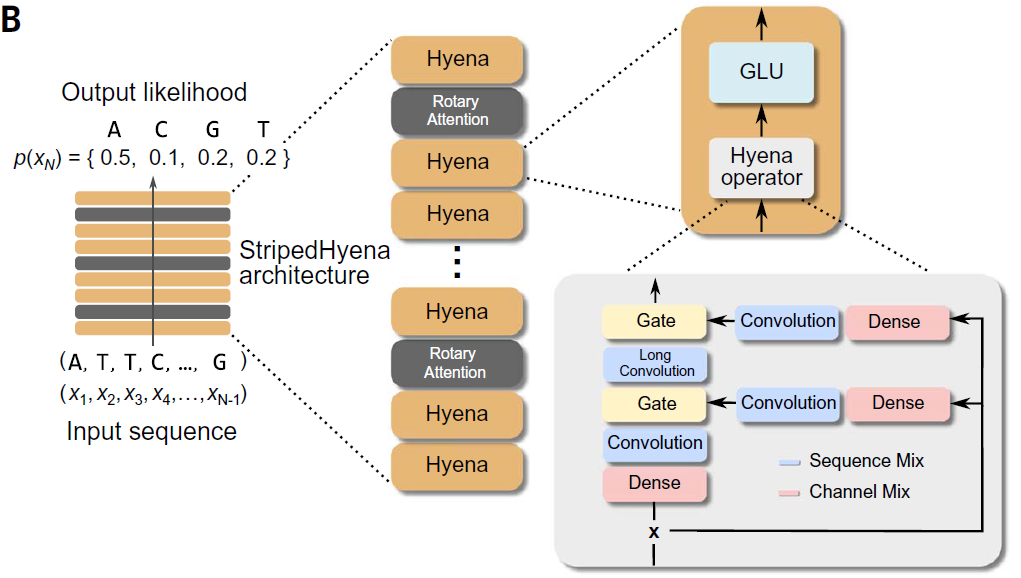 B
Output likelihood
A C G T
p(xN) = { 0.5, 0.1, 0.2, 0.2 }
StripedHyena
architecture
(A, T, T, C, ..., G )
(x1, x2, x3, x4,...,xN-1)
Input sequence
Hyena
Rotary
Attention
Hyena
Hyena
Hyena
Rotary
Attention
Hyena
Hyena
GLU
Hyena
operator
Gate
Convolution
Dense
Long
Convolution
Gate
Convolution
Dense
Convolution
Dense
Sequence Mix
Channel Mix
x